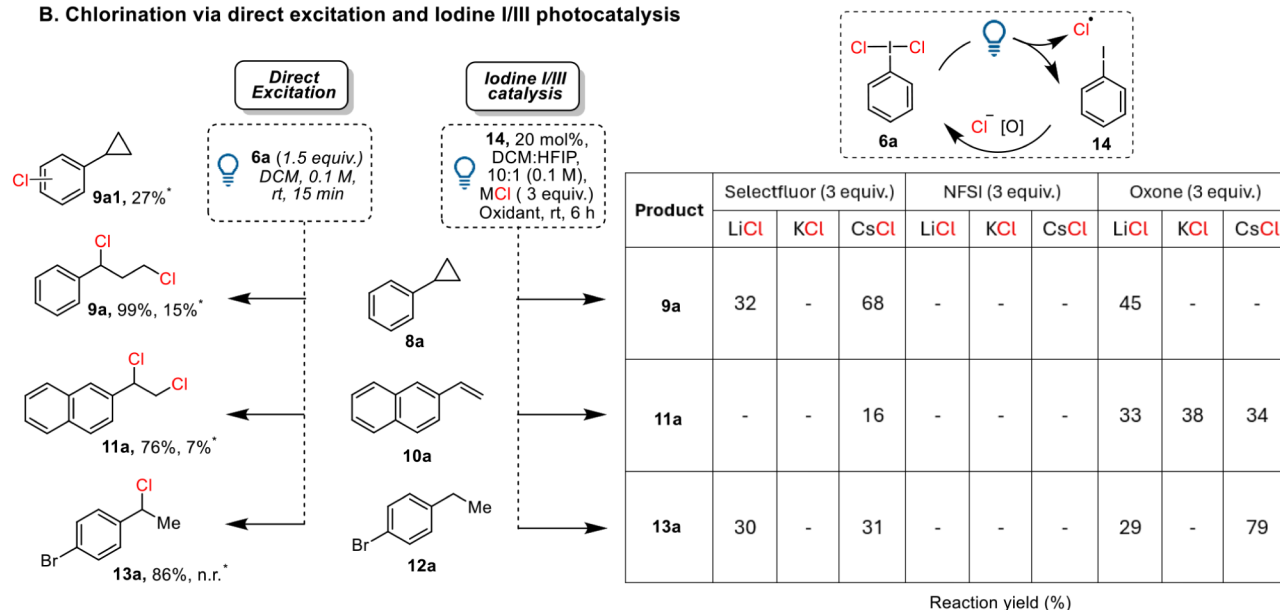 B. Chlorination via direct excitation and Iodine I/III photocatalysis
Direct
Excitation
6a (1.5 equiv.)
DCM, 0.1 M,
rt, 15 min
Iodine I/III
catalysis
14, 20 mol%,
DCM:HFIP,
10:1 (0.1 M),
MCl ( 3 equiv.)
Oxidant, rt, 6 h
Cl I Cl
6a
Cl•
I
14
Cl⁻ [O]
Cl
9a1, 27%*
Cl
Cl
9a, 99%, 15%*
Cl
Cl
11a, 76%, 7%*
Cl
Me
Br
13a, 86%, n.r.*
8a
10a
Me
Br
12a
Product Selectfluor (3 equiv.) NFSI (3 equiv.) Oxone (3 equiv.)
LiCl KCl CsCl LiCl KCl CsCl LiCl KCl CsCl
9a 32 - 68 - - - 45 - -
11a - - 16 - - - 33 38 34
13a 30 - 31 - - - 29 - 79
Reaction yield (%)